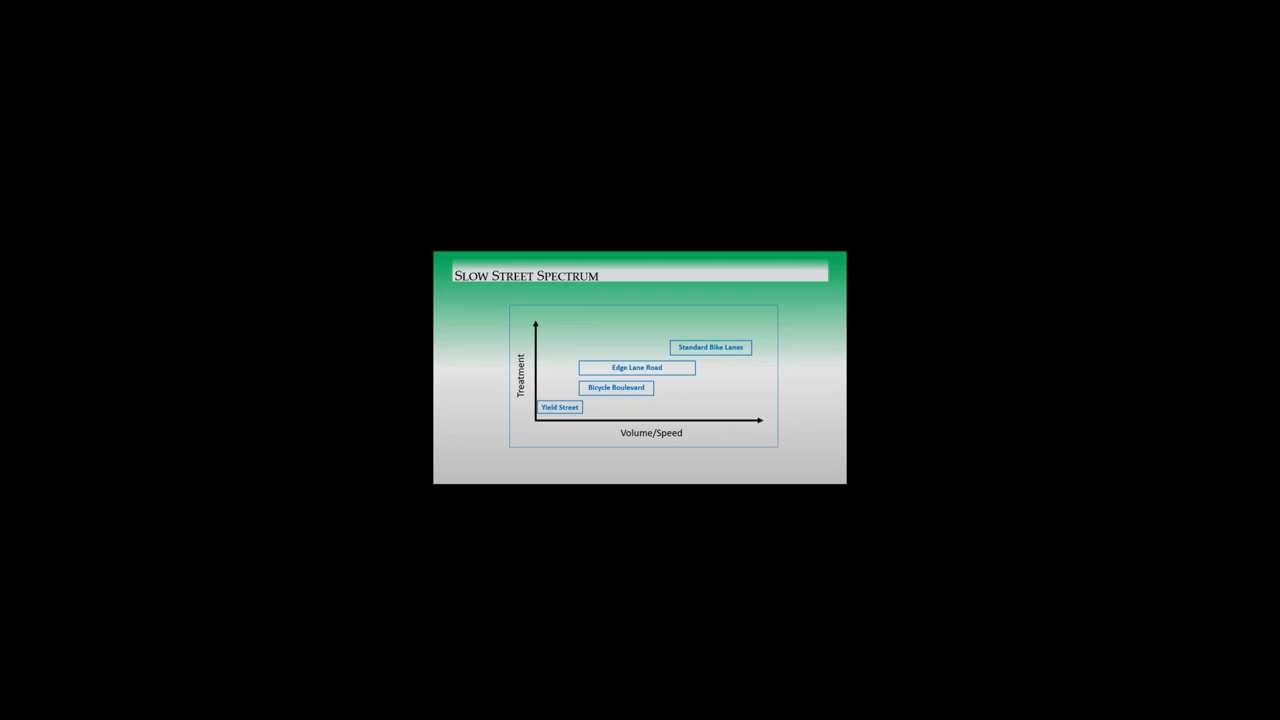 SLOW STREET SPECTRUM
Standard Bike Lanes
Edge Lane Road
Bicycle Boulevard
Yield Street
Treatment
Volume/Speed